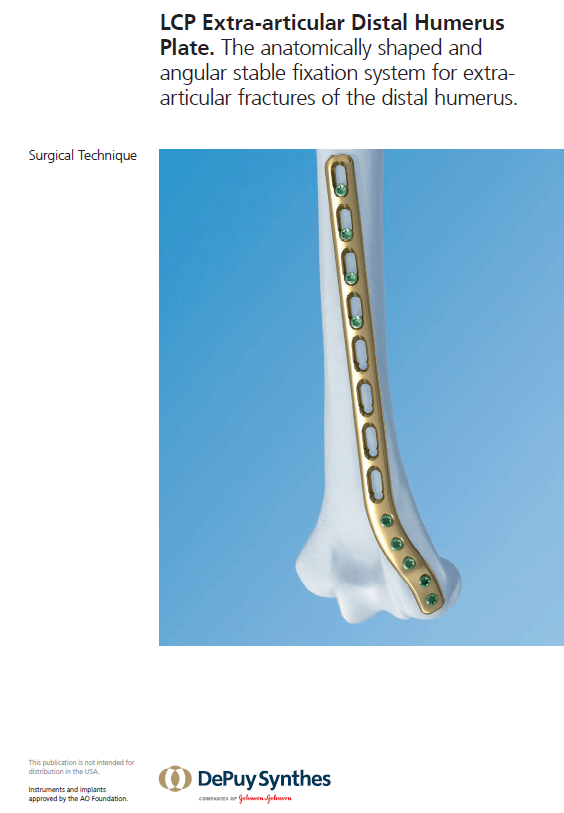 LCP Extra-articular Distal Humerus
Plate. The anatomically shaped and
angular stable fixation system for extra-
articular fractures of the distal humerus.
Surgical Technique
This publication is not intended for
distribution in the USA.
Instruments and implants
approved by the AO Foundation.
DePuy Synthes
COMPANIES OF Johnson & Johnson